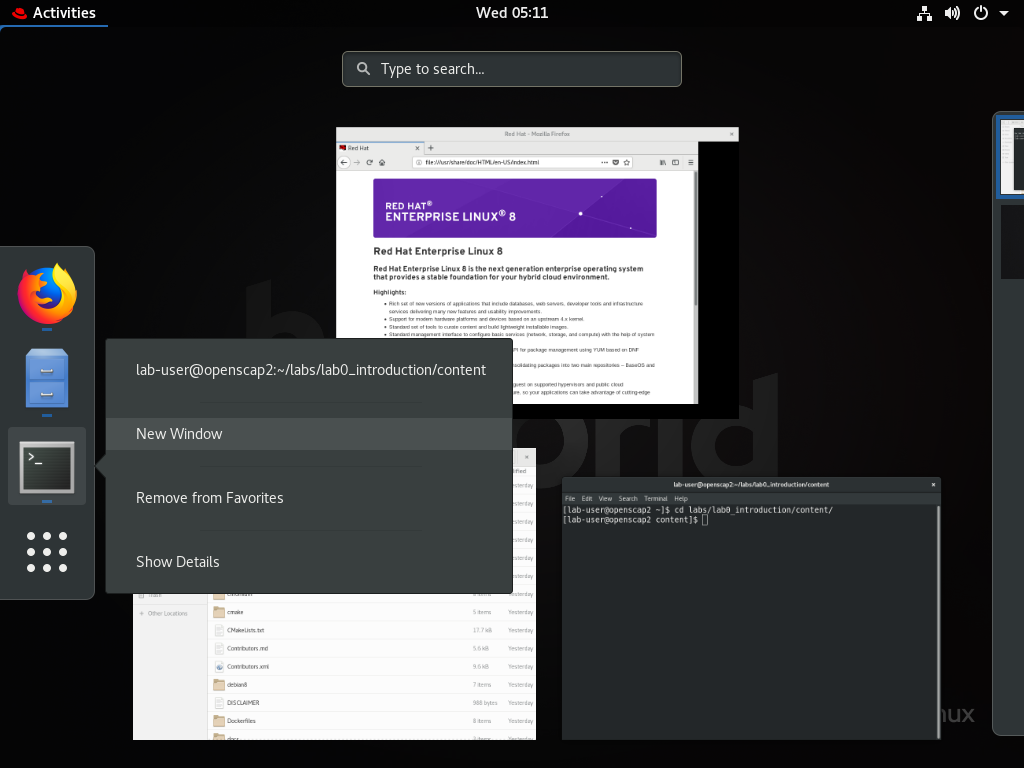 Activities
Wed 05:11
Type to search...
Red Hat - Mozilla Firefox
Red Hat
file:///usr/share/doc/HTML/en-US/index.html
RED HAT®
ENTERPRISE LINUX® 8
Red Hat Enterprise Linux 8
Red Hat Enterprise Linux 8 is the next generation enterprise operating system
that provides a stable foundation for your hybrid cloud environment.
Highlights:
Rich set of new versions of applications that include databases, web servers, developer tools and infrastructure
services delivering many new features and usability improvements.
Support for modern hardware platforms and devices based on an upstream 4.x kernel.
Standard set of tools to curate content and build lightweight installable images.
Standard management interface to configure basic services (network, storage, and compute) with the help of system
PI for package management using YUM based on DNF
solidating packages into two main repositories – BaseOS and
guest on supported hypervisors and public cloud
re, so your applications can take advantage of cutting-edge
lab-user@openscap2:~/labs/lab0_introduction/content
New Window
Remove from Favorites
Show Details
Other Locations
cmake 5 items Yesterday
CMakeLists.txt 17.7 kB Yesterday
Contributors.md 5.6 kB Yesterday
Contributors.xml 9.6 kB Yesterday
debian8 7 items Yesterday
DISCLAIMER 988 bytes Yesterday
Dockerfiles 8 items Yesterday
docs
lab-user@openscap2:~/labs/lab0_introduction/content
File Edit View Search Terminal Help
[lab-user@openscap2 ~]$ cd labs/lab0_introduction/content/
[lab-user@openscap2 content]$
nux